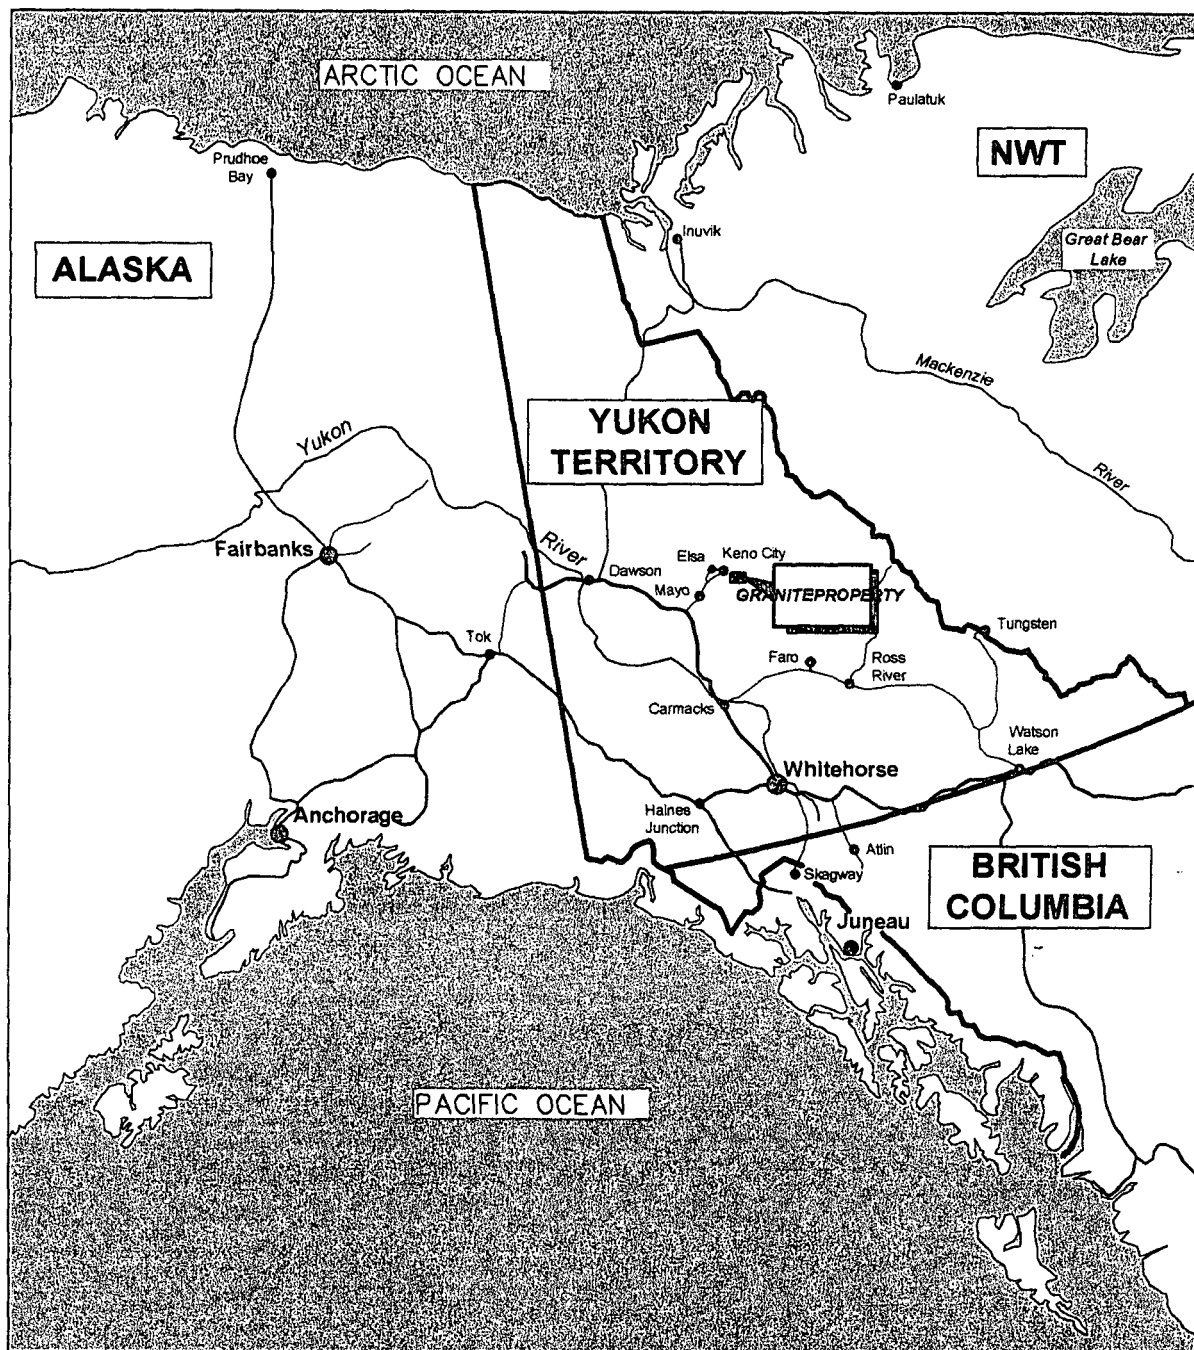 ARCTIC OCEAN
Paulatuk
NWT
Prudhoe
Bay
Inuvik
Great Bear
Lake
ALASKA
Mackenzie
River
YUKON
TERRITORY
Yukon
River
Fairbanks
Dawson
Elsa
Keno City
Mayo
GRANITEPROPERTY
Tungsten
Tok
Faro
Ross
River
Carmacks
Watson
Lake
Whitehorse
Haines
Junction
Anchorage
Atlin
Skagway
BRITISH
COLUMBIA
Juneau
PACIFIC OCEAN